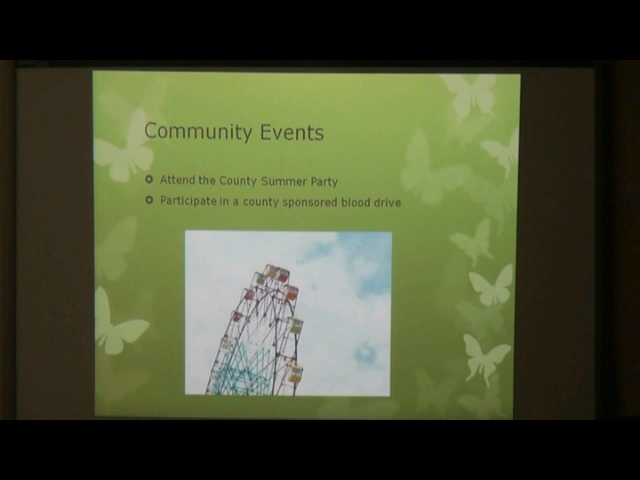 Community Events
Attend the County Summer Party
Participate in a county sponsored blood drive